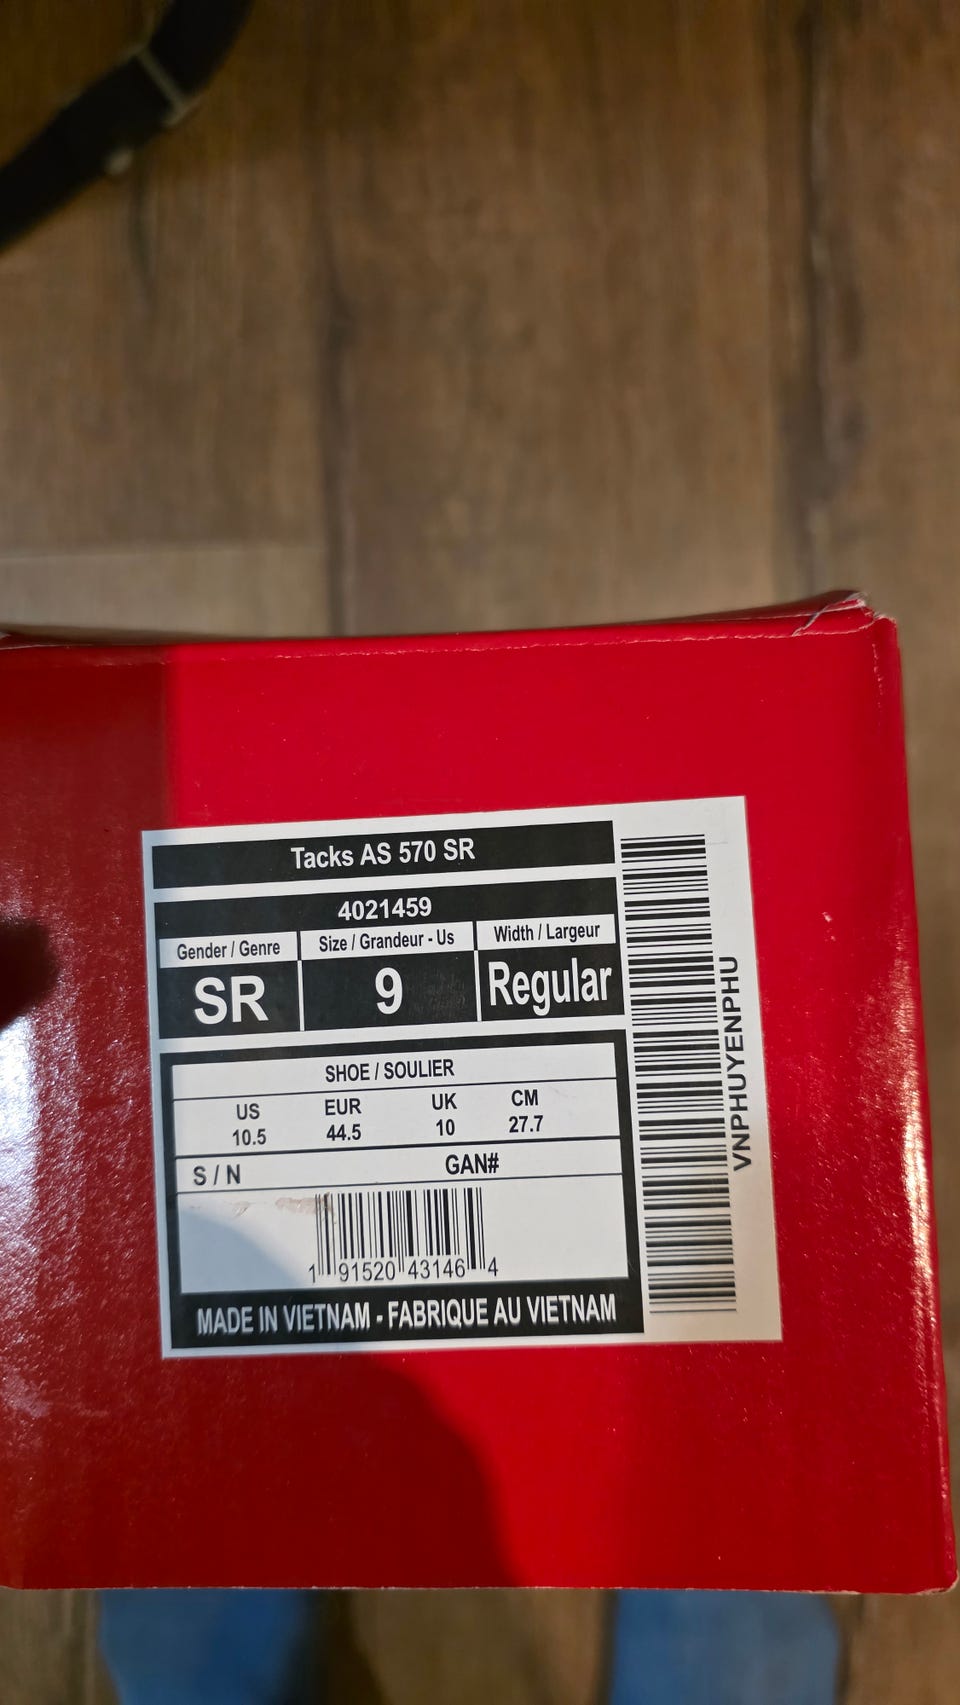 Tacks AS 570 SR
4021459
Gender / Genre Size / Grandeur - Us Width / Largeur
SR 9 Regular
SHOE / SOULIER
US EUR UK CM
10.5 44.5 10 27.7
S / N GAN#
1 91520 43146 4
MADE IN VIETNAM - FABRIQUE AU VIETNAM
VNPHUYENPHU